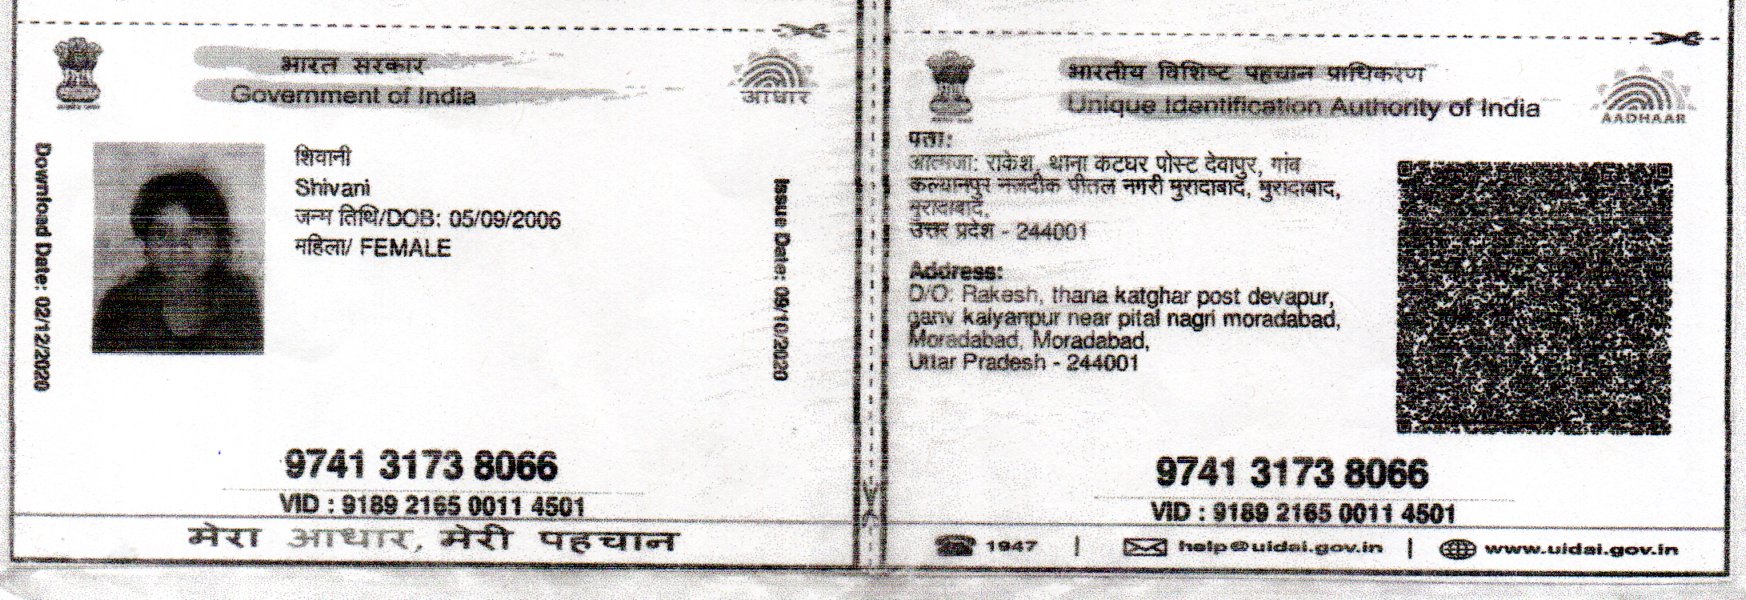 भारत सरकार
Government of India
आधार
Download Date: 02/12/2020
शिवानी
Shivani
जन्म तिथि/DOB: 05/09/2006
महिला/ FEMALE
Issue Date: 09/10/2020
9741 3173 8066
VID : 9189 2165 0011 4501
मेरा आधार, मेरी पहचान
भारतीय विशिष्ट पहचान प्राधिकरण
Unique Identification Authority of India
AADHAAR
पता:
आत्मजा: राकेश, थाना कटघर पोस्ट देवापुर, गांव
कल्यानपुर नजदीक पीतल नगरी मुरादाबाद, मुरादाबाद,
मुरादाबाद,
उत्तर प्रदेश - 244001
Address:
D/O: Rakesh, thana katghar post devapur,
ganv kalyanpur near pital nagri moradabad,
Moradabad, Moradabad,
Uttar Pradesh - 244001
9741 3173 8066
VID : 9189 2165 0011 4501
1947 | help@uidai.gov.in | www.uidai.gov.in